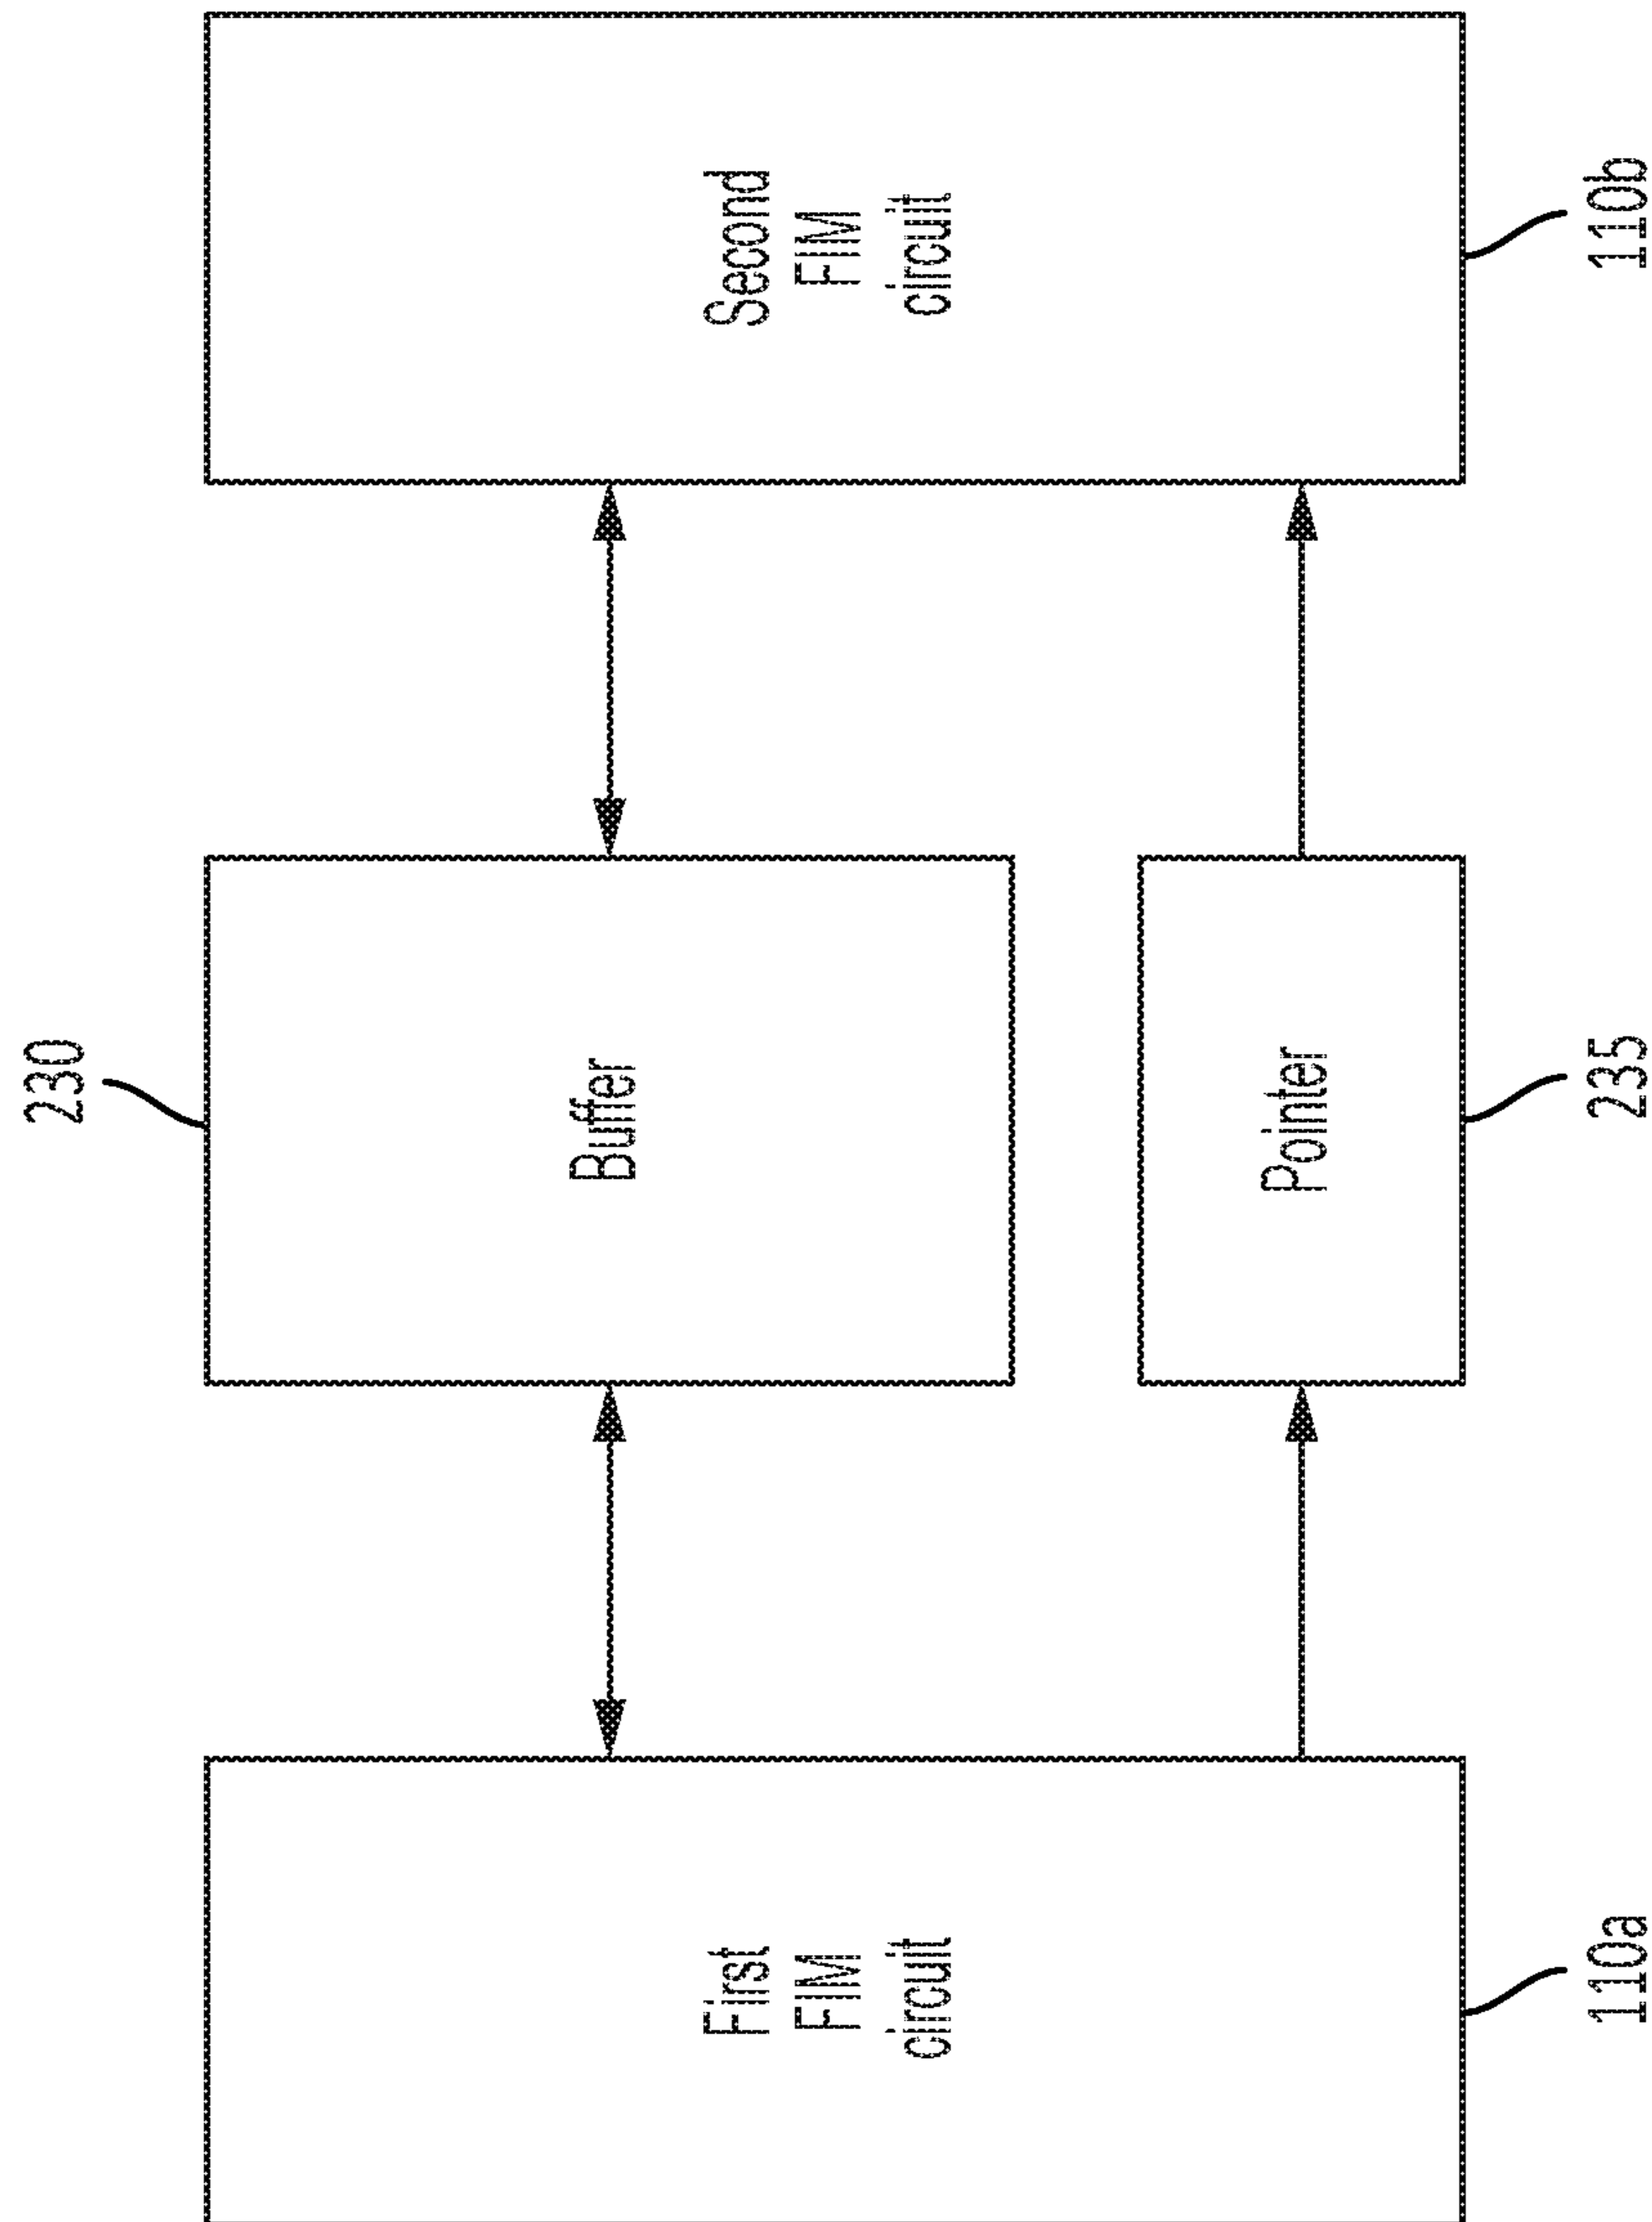 230
First
FIM
circuit
Buffer
Second
FIM
circuit
Pointer
110a
235
110b